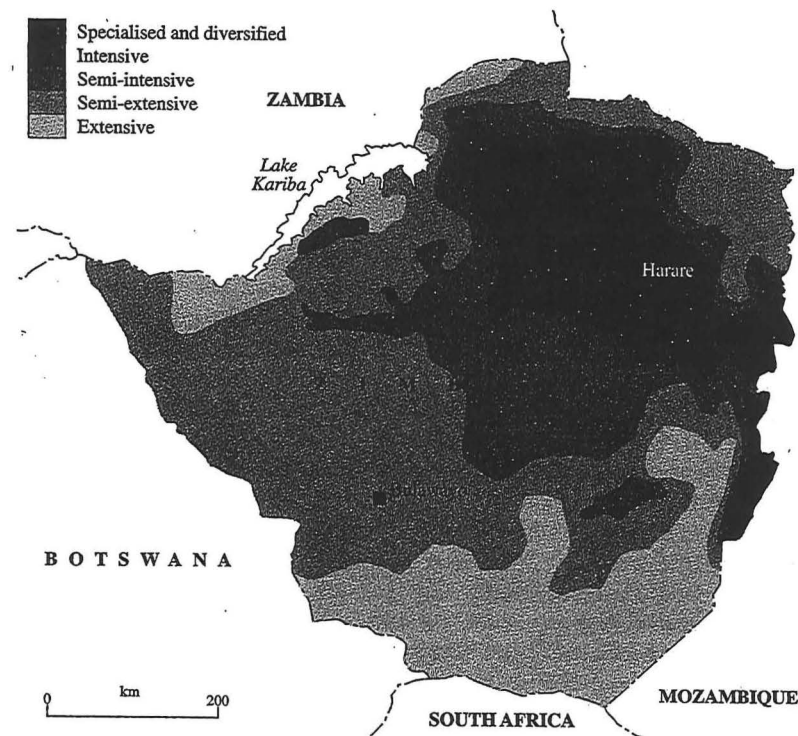 Specialised and diversified
Intensive
Semi-intensive
Semi-extensive
Extensive
ZAMBIA
Lake
Kariba
Harare
Bulawayo
BOTSWANA
0 km 200
SOUTH AFRICA
MOZAMBIQUE